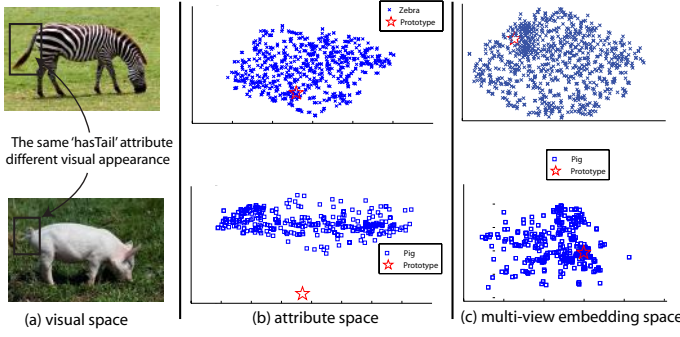 Zebra
Prototype
The same 'hasTail' attribute
different visual appearance
Pig
Prototype
Pig
Prototype
(a) visual space
(b) attribute space
(c) multi-view embedding space